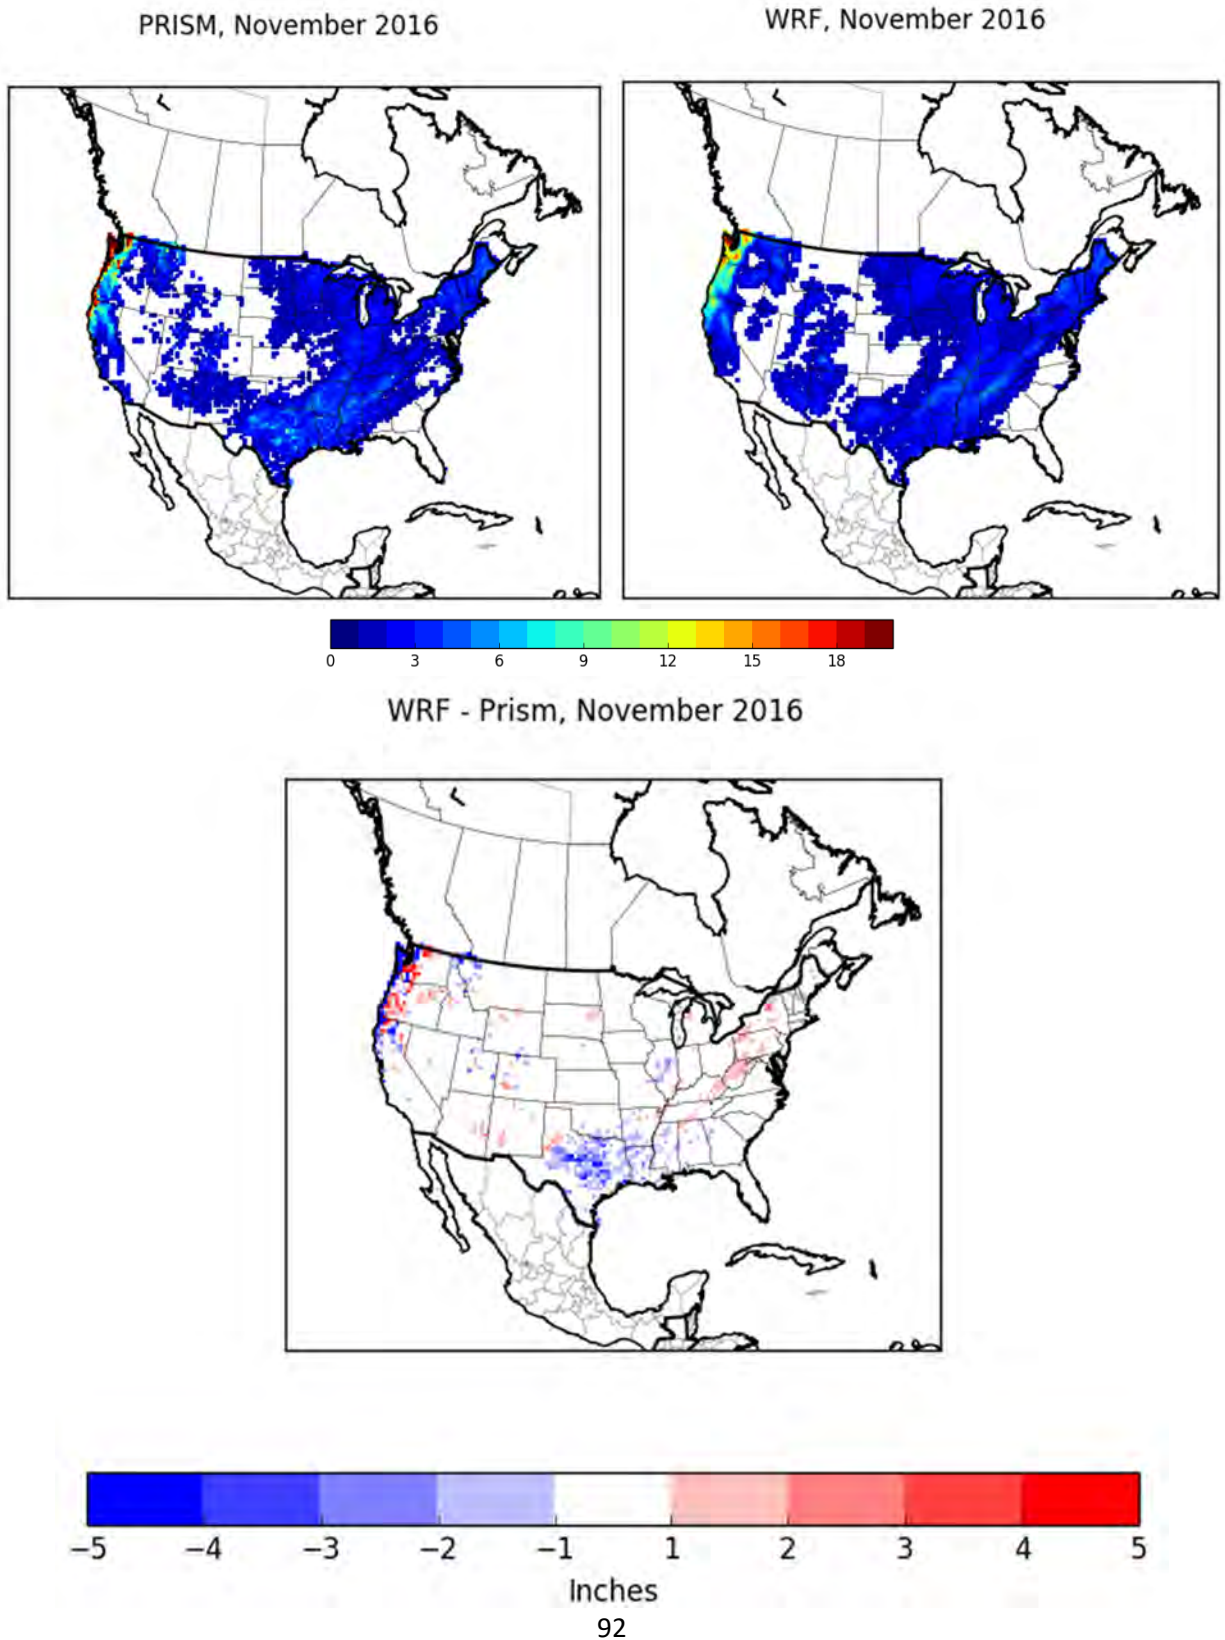 PRISM, November 2016
WRF, November 2016
0 3 6 9 12 15 18
WRF - Prism, November 2016
−5 −4 −3 −2 −1 1 2 3 4 5
Inches
92